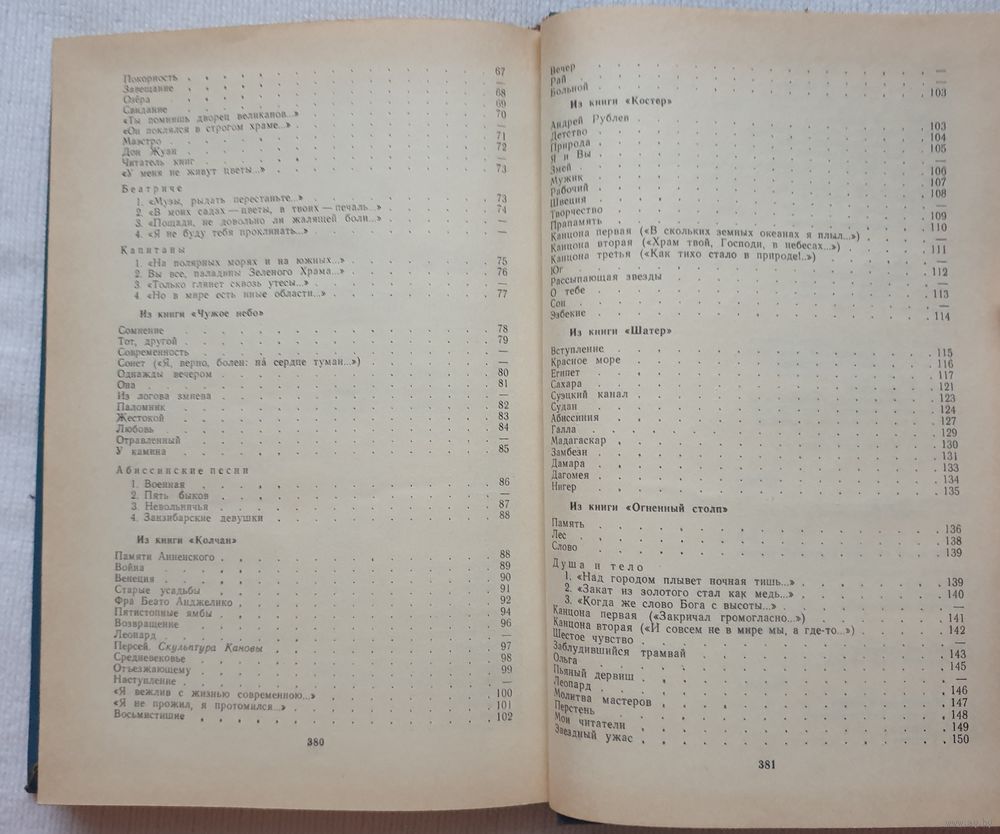 Покорность 67
Завещание —
Озёра 68
Свидание 69
«Ты помнишь дворец великанов...» 70
«Он поклялся в строгом храме...» —
Маэстро 71
Дон Жуан 72
Читатель книг —
«У меня не живут цветы...» 73
Беатриче
1. «Музы, рыдать перестаньте...» 73
2. «В моих садах — цветы, в твоих — печаль...» 74
3. «Пощади, не довольно ли жалящей боли...» —
4. «Я не буду тебя проклинать...» —
Капитаны
1. «На полярных морях и на южных...» 75
2. Вы все, паладины Зеленого Храма...» 76
3. «Только глянет сквозь утесы...» —
4. «Но в мире есть иные области...» 77
Из книги «Чужое небо»
Сомнение 78
Тот, другой 79
Современность —
Сонет («Я, верно, болен: на́ сердце туман...») —
Однажды вечером 80
Она 81
Из логова змиева —
Паломник 82
Жестокой 83
Любовь 84
Отравленный —
У камина 85
Абиссинские песни
1. Военная 86
2. Пять быков —
3. Невольничья 87
4. Занзибарские девушки 88
Из книги «Колчан»
Памяти Анненского 88
Война 89
Венеция 90
Старые усадьбы 91
Фра Беато Анджелико 92
Пятистопные ямбы 94
Возвращение 96
Леонард —
Персей. Скульптура Кановы 97
Средневековье 98
Отъезжающему 99
Наступление —
«Я вежлив с жизнью современною...» 100
«Я не прожил, я протомился...» 101
Восьмистишие 102
380
Вечер —
Рай —
Больной 103
Из книги «Костер»
Андрей Рублев 103
Детство 104
Природа 105
Я и Вы —
Змей 106
Мужик 107
Рабочий 108
Швеция —
Творчество 109
Прапамять 110
Канцона первая («В скольких земных океанах я плыл...») —
Канцона вторая («Храм твой, Господи, в небесах...») 111
Канцона третья («Как тихо стало в природе!..») —
Юг 112
Рассыпающая звезды —
О тебе 113
Сон —
Эзбекие 114
Из книги «Шатер»
Вступление 115
Красное море 116
Египет 117
Сахара 121
Суэцкий канал 123
Судан 124
Абиссиния 127
Галла 129
Мадагаскар 130
Замбези 131
Дамара 133
Дагомея 134
Нигер 135
Из книги «Огненный столп»
Память 136
Лес 138
Слово 139
Душа и тело
1. «Над городом плывет ночная тишь...» 139
2. «Закат из золотого стал как медь...» 140
3. «Когда же слово Бога с высоты...» —
Канцона первая («Закричал громогласно...») 141
Канцона вторая («И совсем не в мире мы, а где-то...») 142
Шестое чувство —
Заблудившийся трамвай 143
Ольга 145
Пьяный дервиш —
Леопард 146
Молитва мастеров 147
Перстень 148
Мои читатели 149
Звездный ужас 150
381